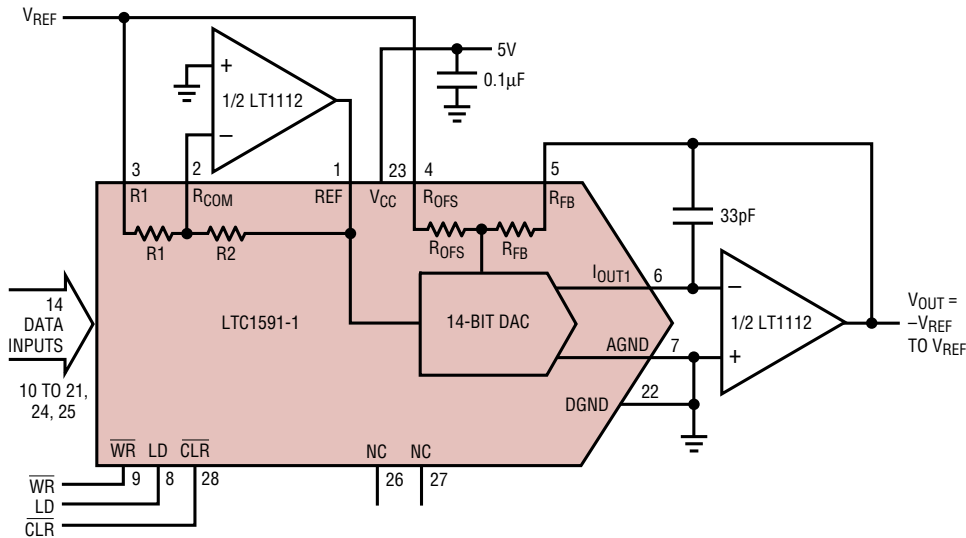 VREF
5V
0.1µF
+
1/2 LT1112
–
3
2
1
23
4
5
R1
RCOM
REF
VCC
ROFS
RFB
33pF
R1
R2
ROFS
RFB
IOUT1
6
14
DATA
INPUTS
LTC1591-1
14-BIT DAC
–
1/2 LT1112
+
VOUT =
–VREF
TO VREF
AGND
7
10 TO 21,
24, 25
DGND
22
WR
LD
CLR
NC
NC
9
8
28
26
27
WR
LD
CLR